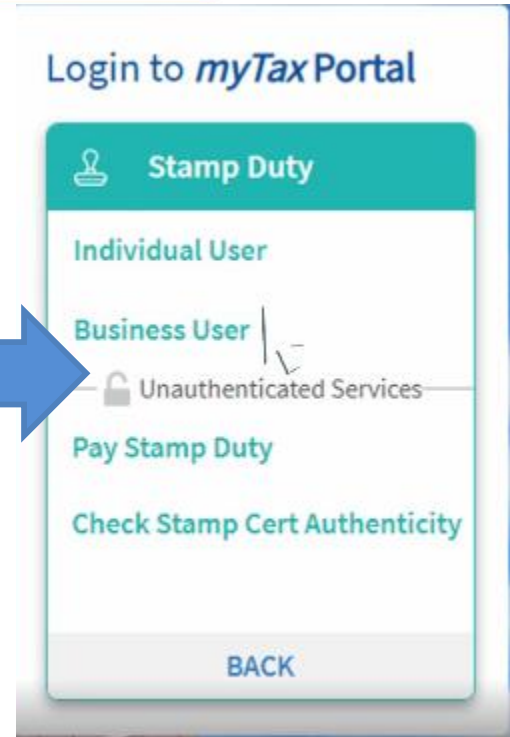 Login to myTax Portal
Stamp Duty
Individual User
Business User
Unauthenticated Services
Pay Stamp Duty
Check Stamp Cert Authenticity
BACK